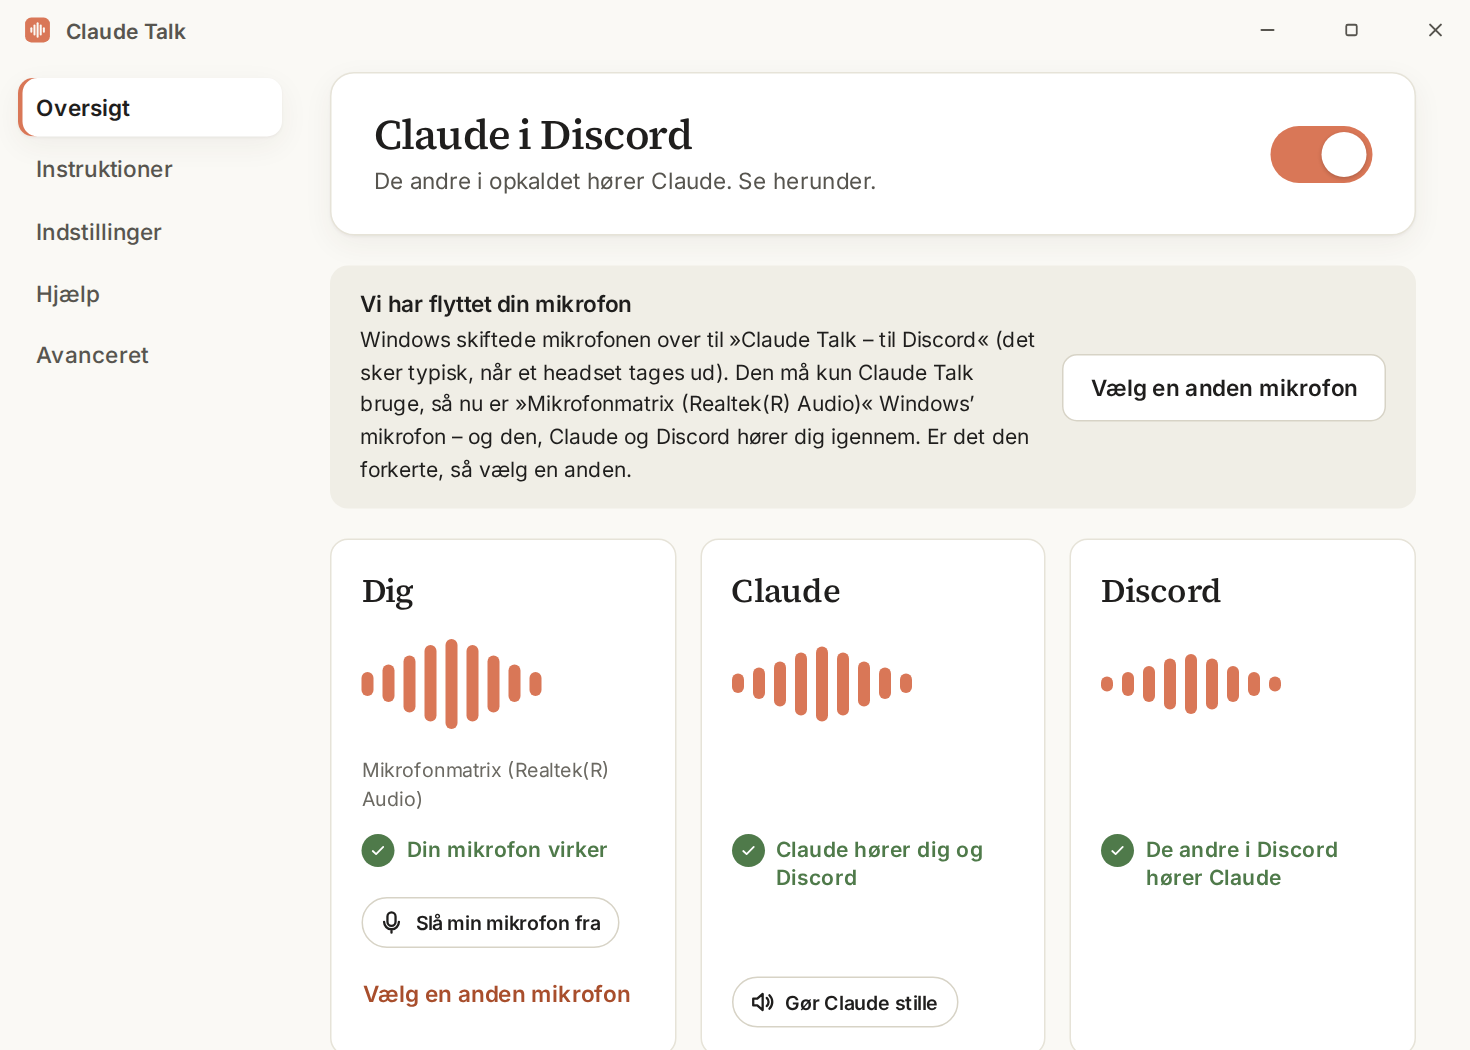 Claude Talk
Oversigt
Instruktioner
Indstillinger
Hjælp
Avanceret
Claude i Discord
De andre i opkaldet hører Claude. Se herunder.
Vi har flyttet din mikrofon
Windows skiftede mikrofonen over til »Claude Talk – til Discord« (det
sker typisk, når et headset tages ud). Den må kun Claude Talk
bruge, så nu er »Mikrofonmatrix (Realtek(R) Audio)« Windows’
mikrofon – og den, Claude og Discord hører dig igennem. Er det den
forkerte, så vælg en anden.
Vælg en anden mikrofon
Dig
Mikrofonmatrix (Realtek(R)
Audio)
Din mikrofon virker
Slå min mikrofon fra
Vælg en anden mikrofon
Claude
Claude hører dig og
Discord
Gør Claude stille
Discord
De andre i Discord
hører Claude